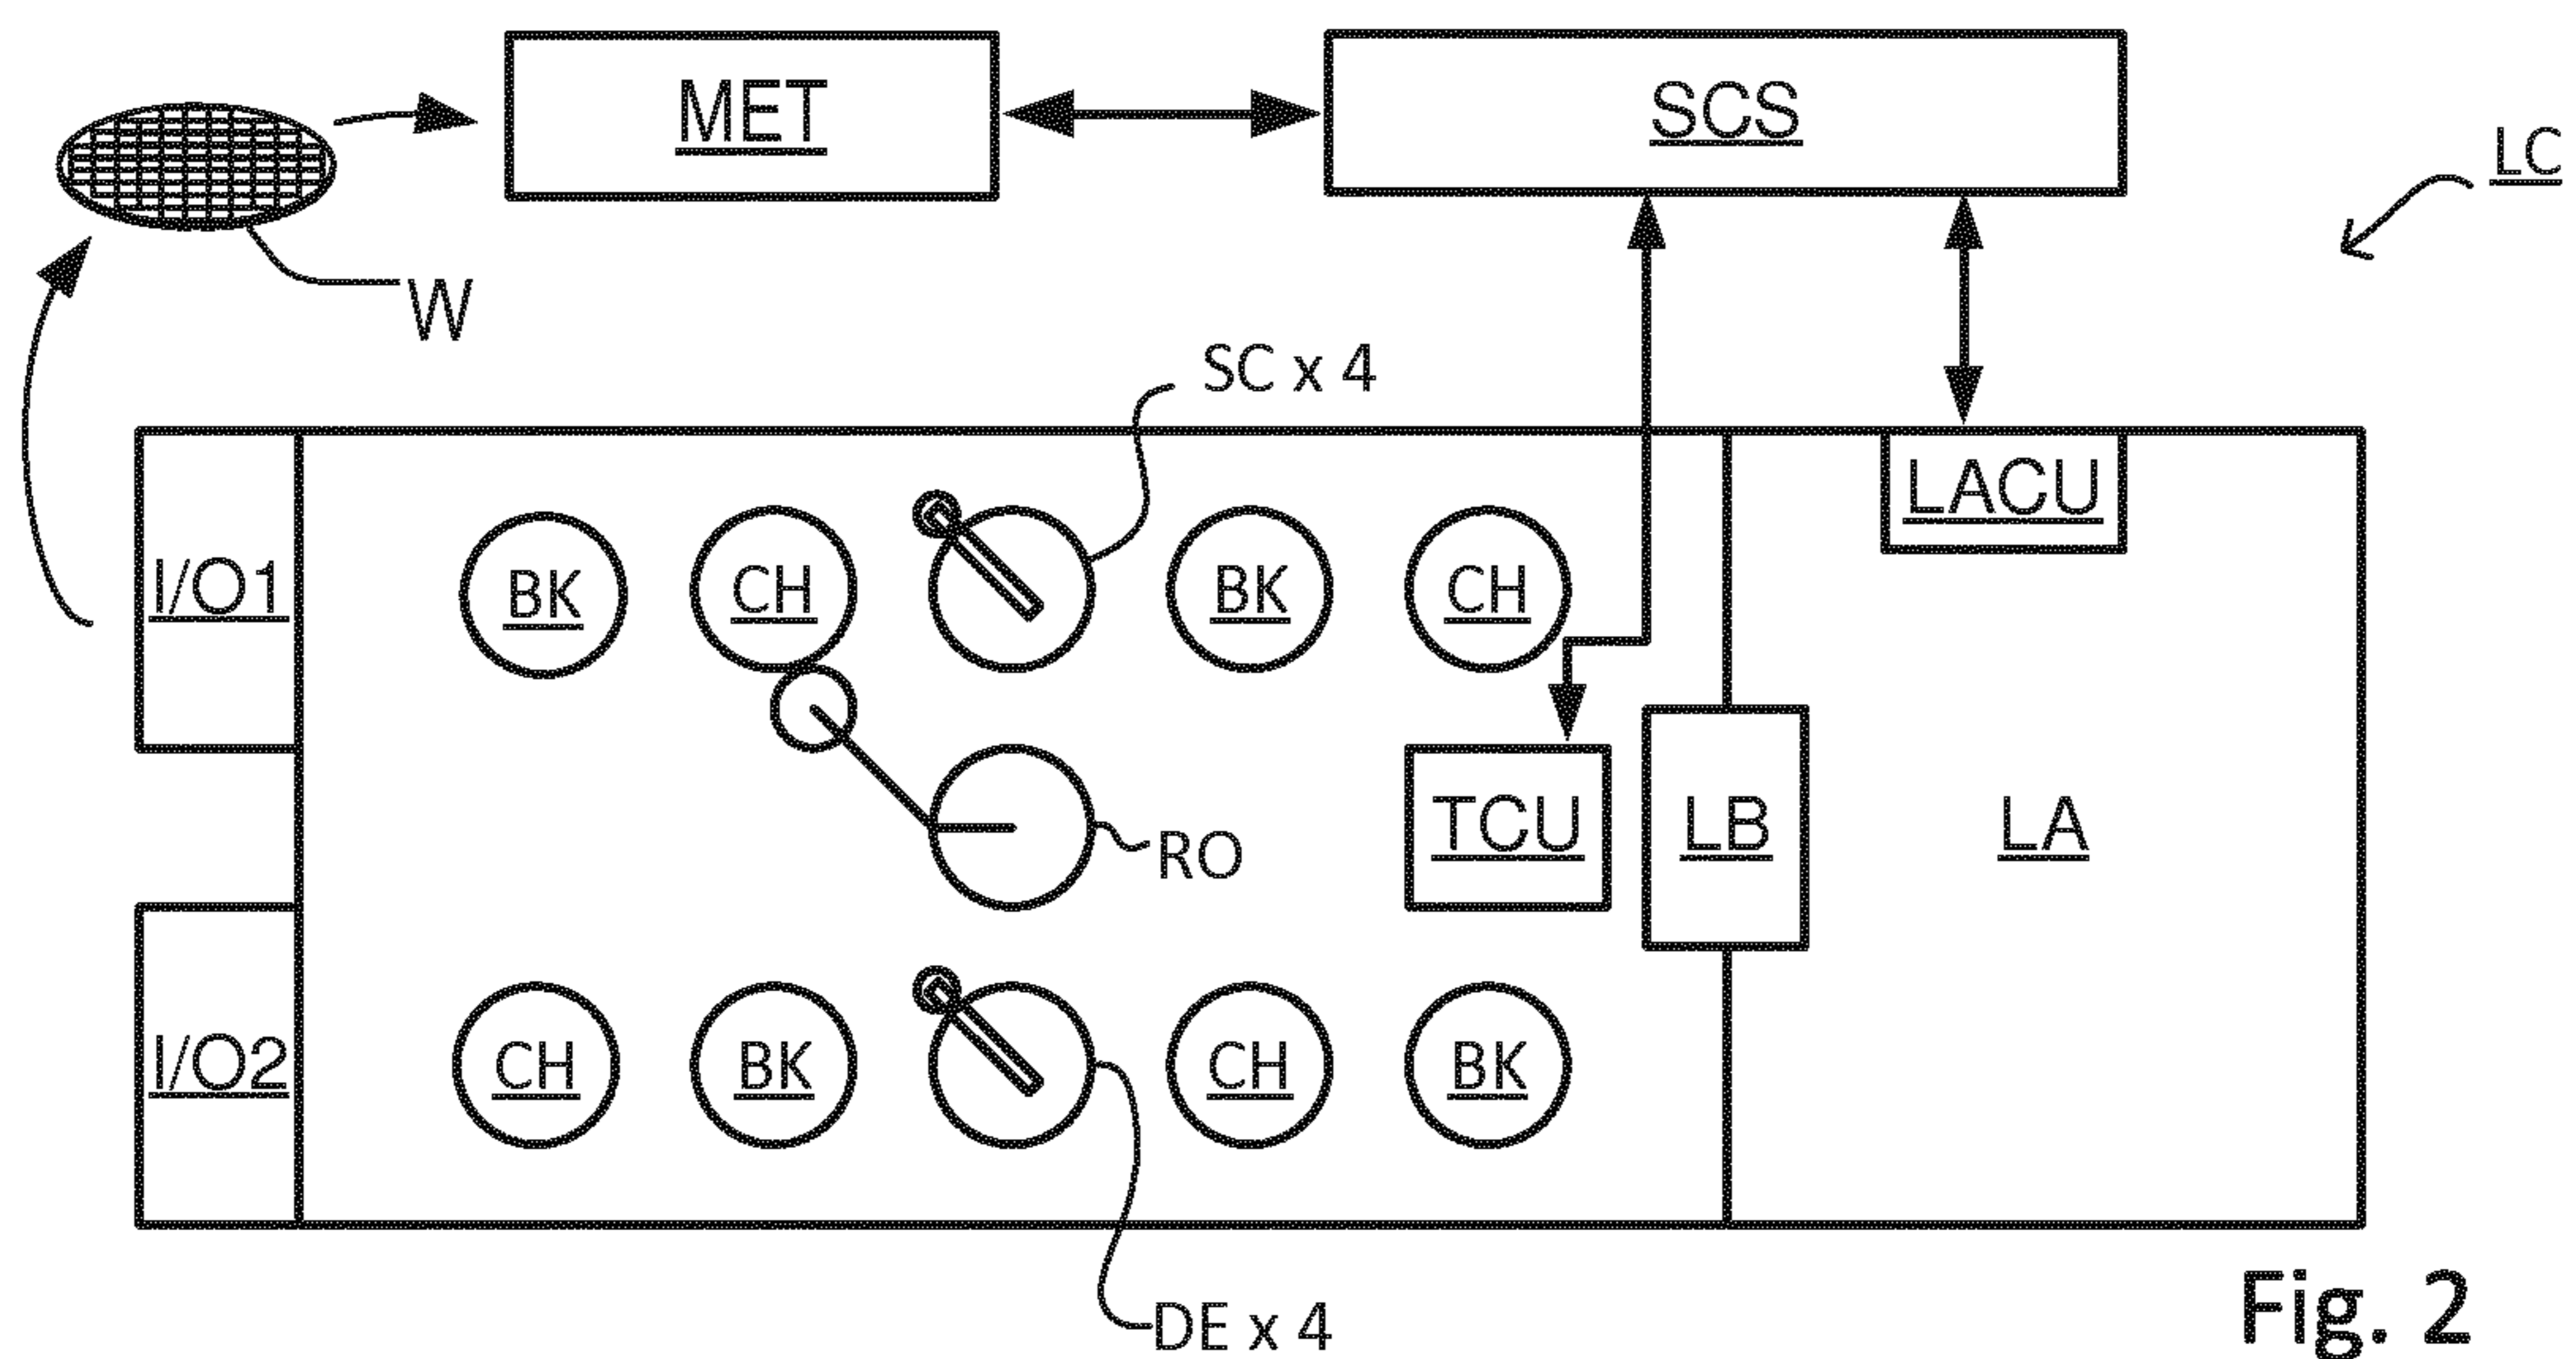 MET
SCS
LC
W
SC x 4
LACU
I/O1
BK
CH
BK
CH
TCU
LB
LA
RO
I/O2
CH
BK
CH
BK
DE x 4
Fig. 2